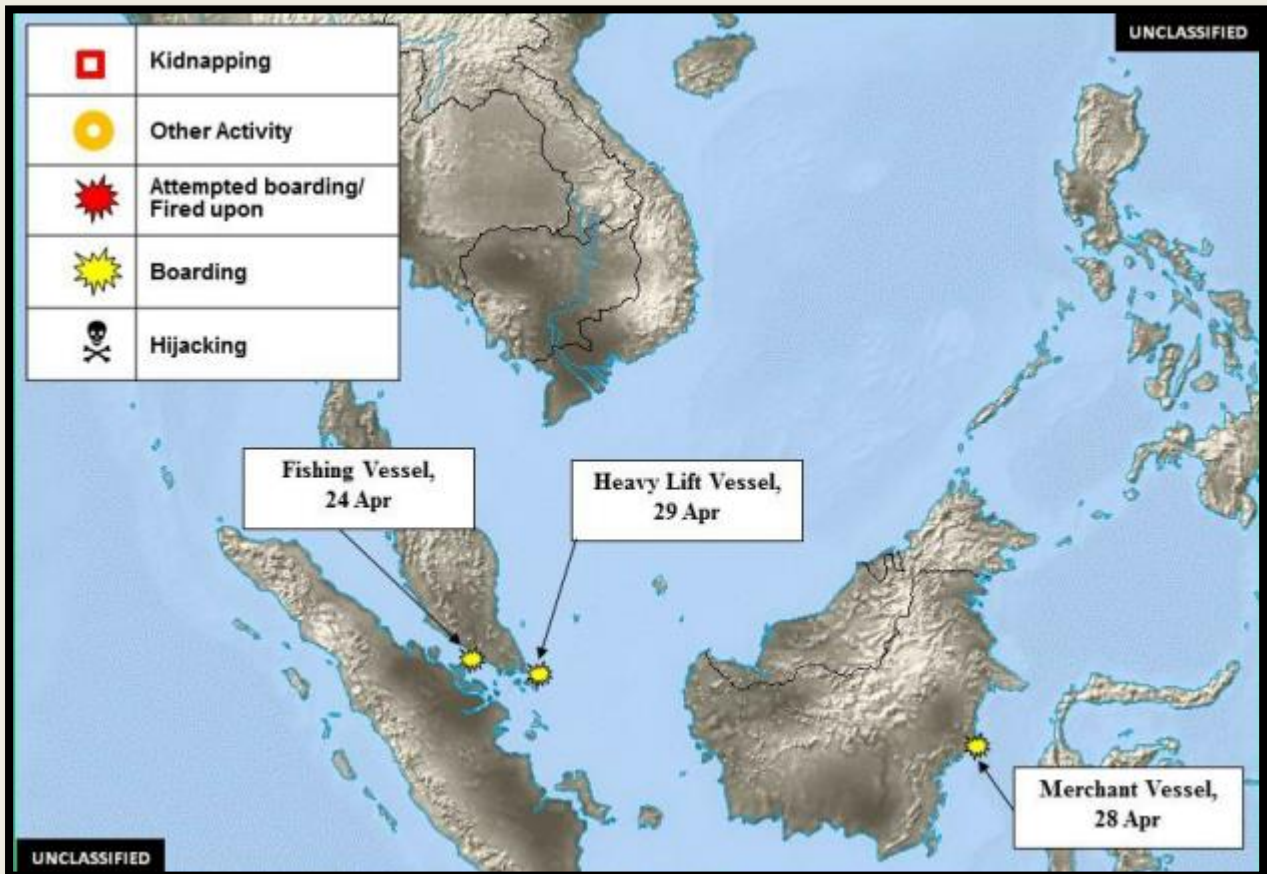 UNCLASSIFIED
Kidnapping
Other Activity
Attempted boarding/
Fired upon
Boarding
Hijacking
Fishing Vessel,
24 Apr
Heavy Lift Vessel,
29 Apr
Merchant Vessel,
28 Apr
UNCLASSIFIED